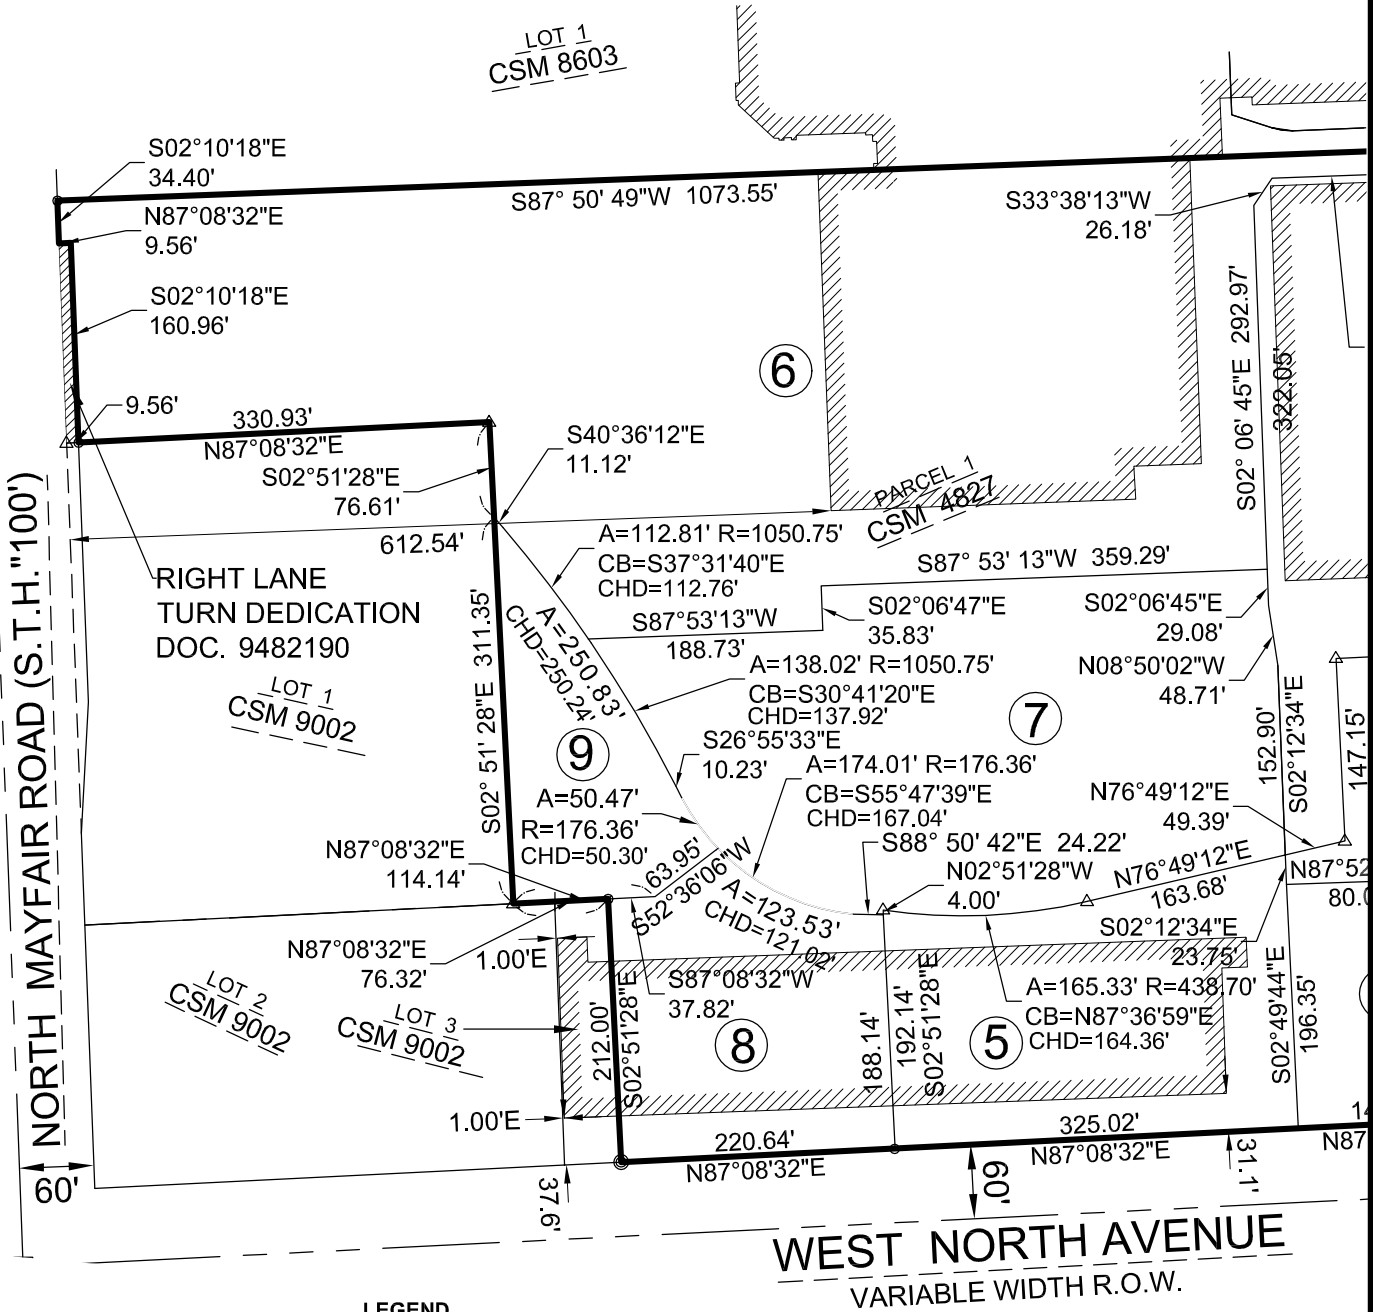 LOT 1
CSM 8603
S02°10'18"E
34.40'
N87°08'32"E
9.56'
S87° 50' 49"W 1073.55'
S33°38'13"W
26.18'
S02°10'18"E
160.96'
S02° 06' 45"E 292.97'
322.05'
6
9.56'
330.93'
N87°08'32"E
S02°51'28"E
76.61'
S40°36'12"E
11.12'
PARCEL 1
CSM 4827
612.54'
A=112.81' R=1050.75'
CB=S37°31'40"E
CHD=112.76'
S87° 53' 13"W 359.29'
RIGHT LANE
TURN DEDICATION
DOC. 9482190
S02° 51' 28"E 311.35'
A=250.83'
CHD=250.24'
S87°53'13"W
188.73'
S02°06'47"E
35.83'
S02°06'45"E
29.08'
N08°50'02"W
48.71'
LOT 1
CSM 9002
A=138.02' R=1050.75'
CB=S30°41'20"E
CHD=137.92'
7
9
S26°55'33"E
10.23'
152.90'
S02°12'34"E
147.15'
A=174.01' R=176.36'
CB=S55°47'39"E
CHD=167.04'
A=50.47'
R=176.36'
CHD=50.30'
N76°49'12"E
49.39'
S88° 50' 42"E 24.22'
N87°08'32"E
114.14'
63.95'
S52°36'06"W
N02°51'28"W
4.00'
N76°49'12"E
163.68'
N87°52
80.0
A=123.53'
CHD=121.02'
N87°08'32"E
76.32'
1.00'E
S02°12'34"E
23.75'
S87°08'32"W
37.82'
LOT 2
CSM 9002
LOT 3
CSM 9002
212.00'
S02°51'28"E
8
188.14'
192.14'
S02°51'28"E
5
A=165.33' R=438.70'
CB=N87°36'59"E
CHD=164.36'
S02°49'44"E
196.35'
1.00'E
220.64'
N87°08'32"E
325.02'
N87°08'32"E
14
N87
NORTH MAYFAIR ROAD (S.T.H."100')
60'
37.6'
60'
31.1'
WEST NORTH AVENUE
VARIABLE WIDTH R.O.W.
LEGEND